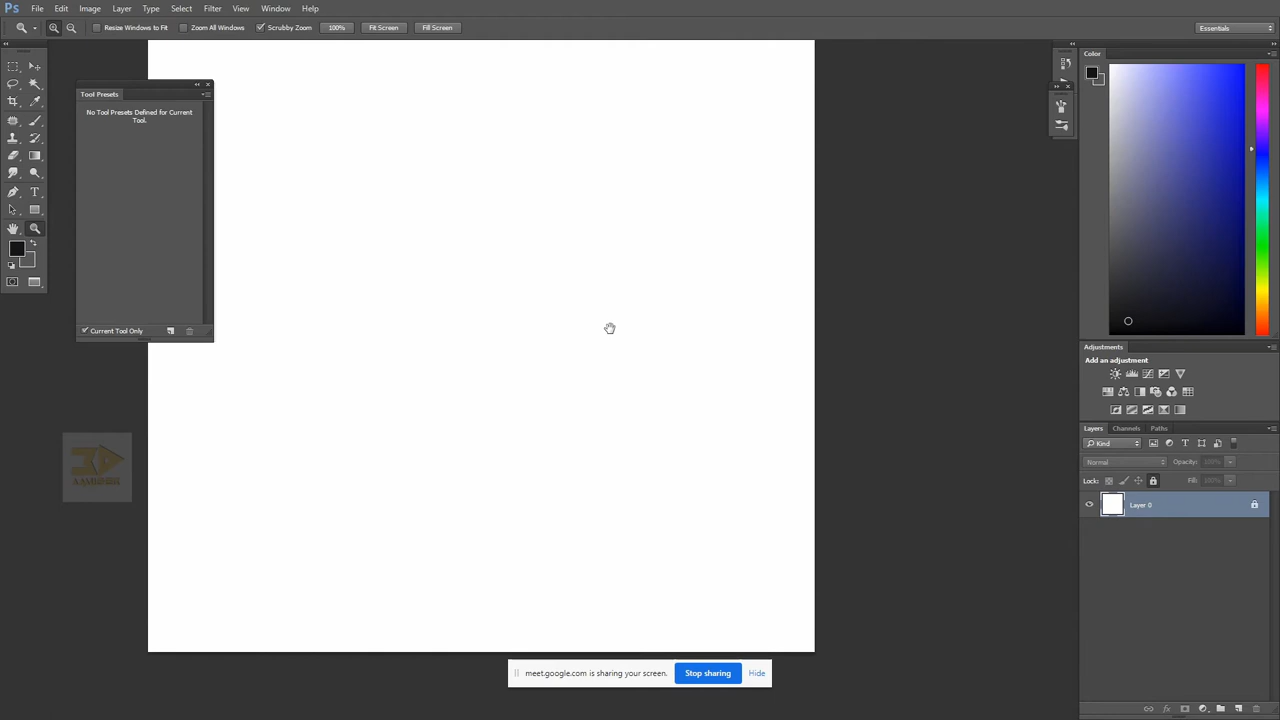 Ps File Edit Image Layer Type Select Filter View Window Help
Resize Windows to Fit Zoom All Windows Scrubby Zoom 100% Fit Screen Fill Screen Essentials
Color
Tool Presets
No Tool Presets Defined for Current
Tool.
Current Tool Only
Adjustments
Add an adjustment
Layers Channels Paths
Kind
Normal Opacity: 100%
Lock: Fill: 100%
Layer 0
meet.google.com is sharing your screen. Stop sharing Hide